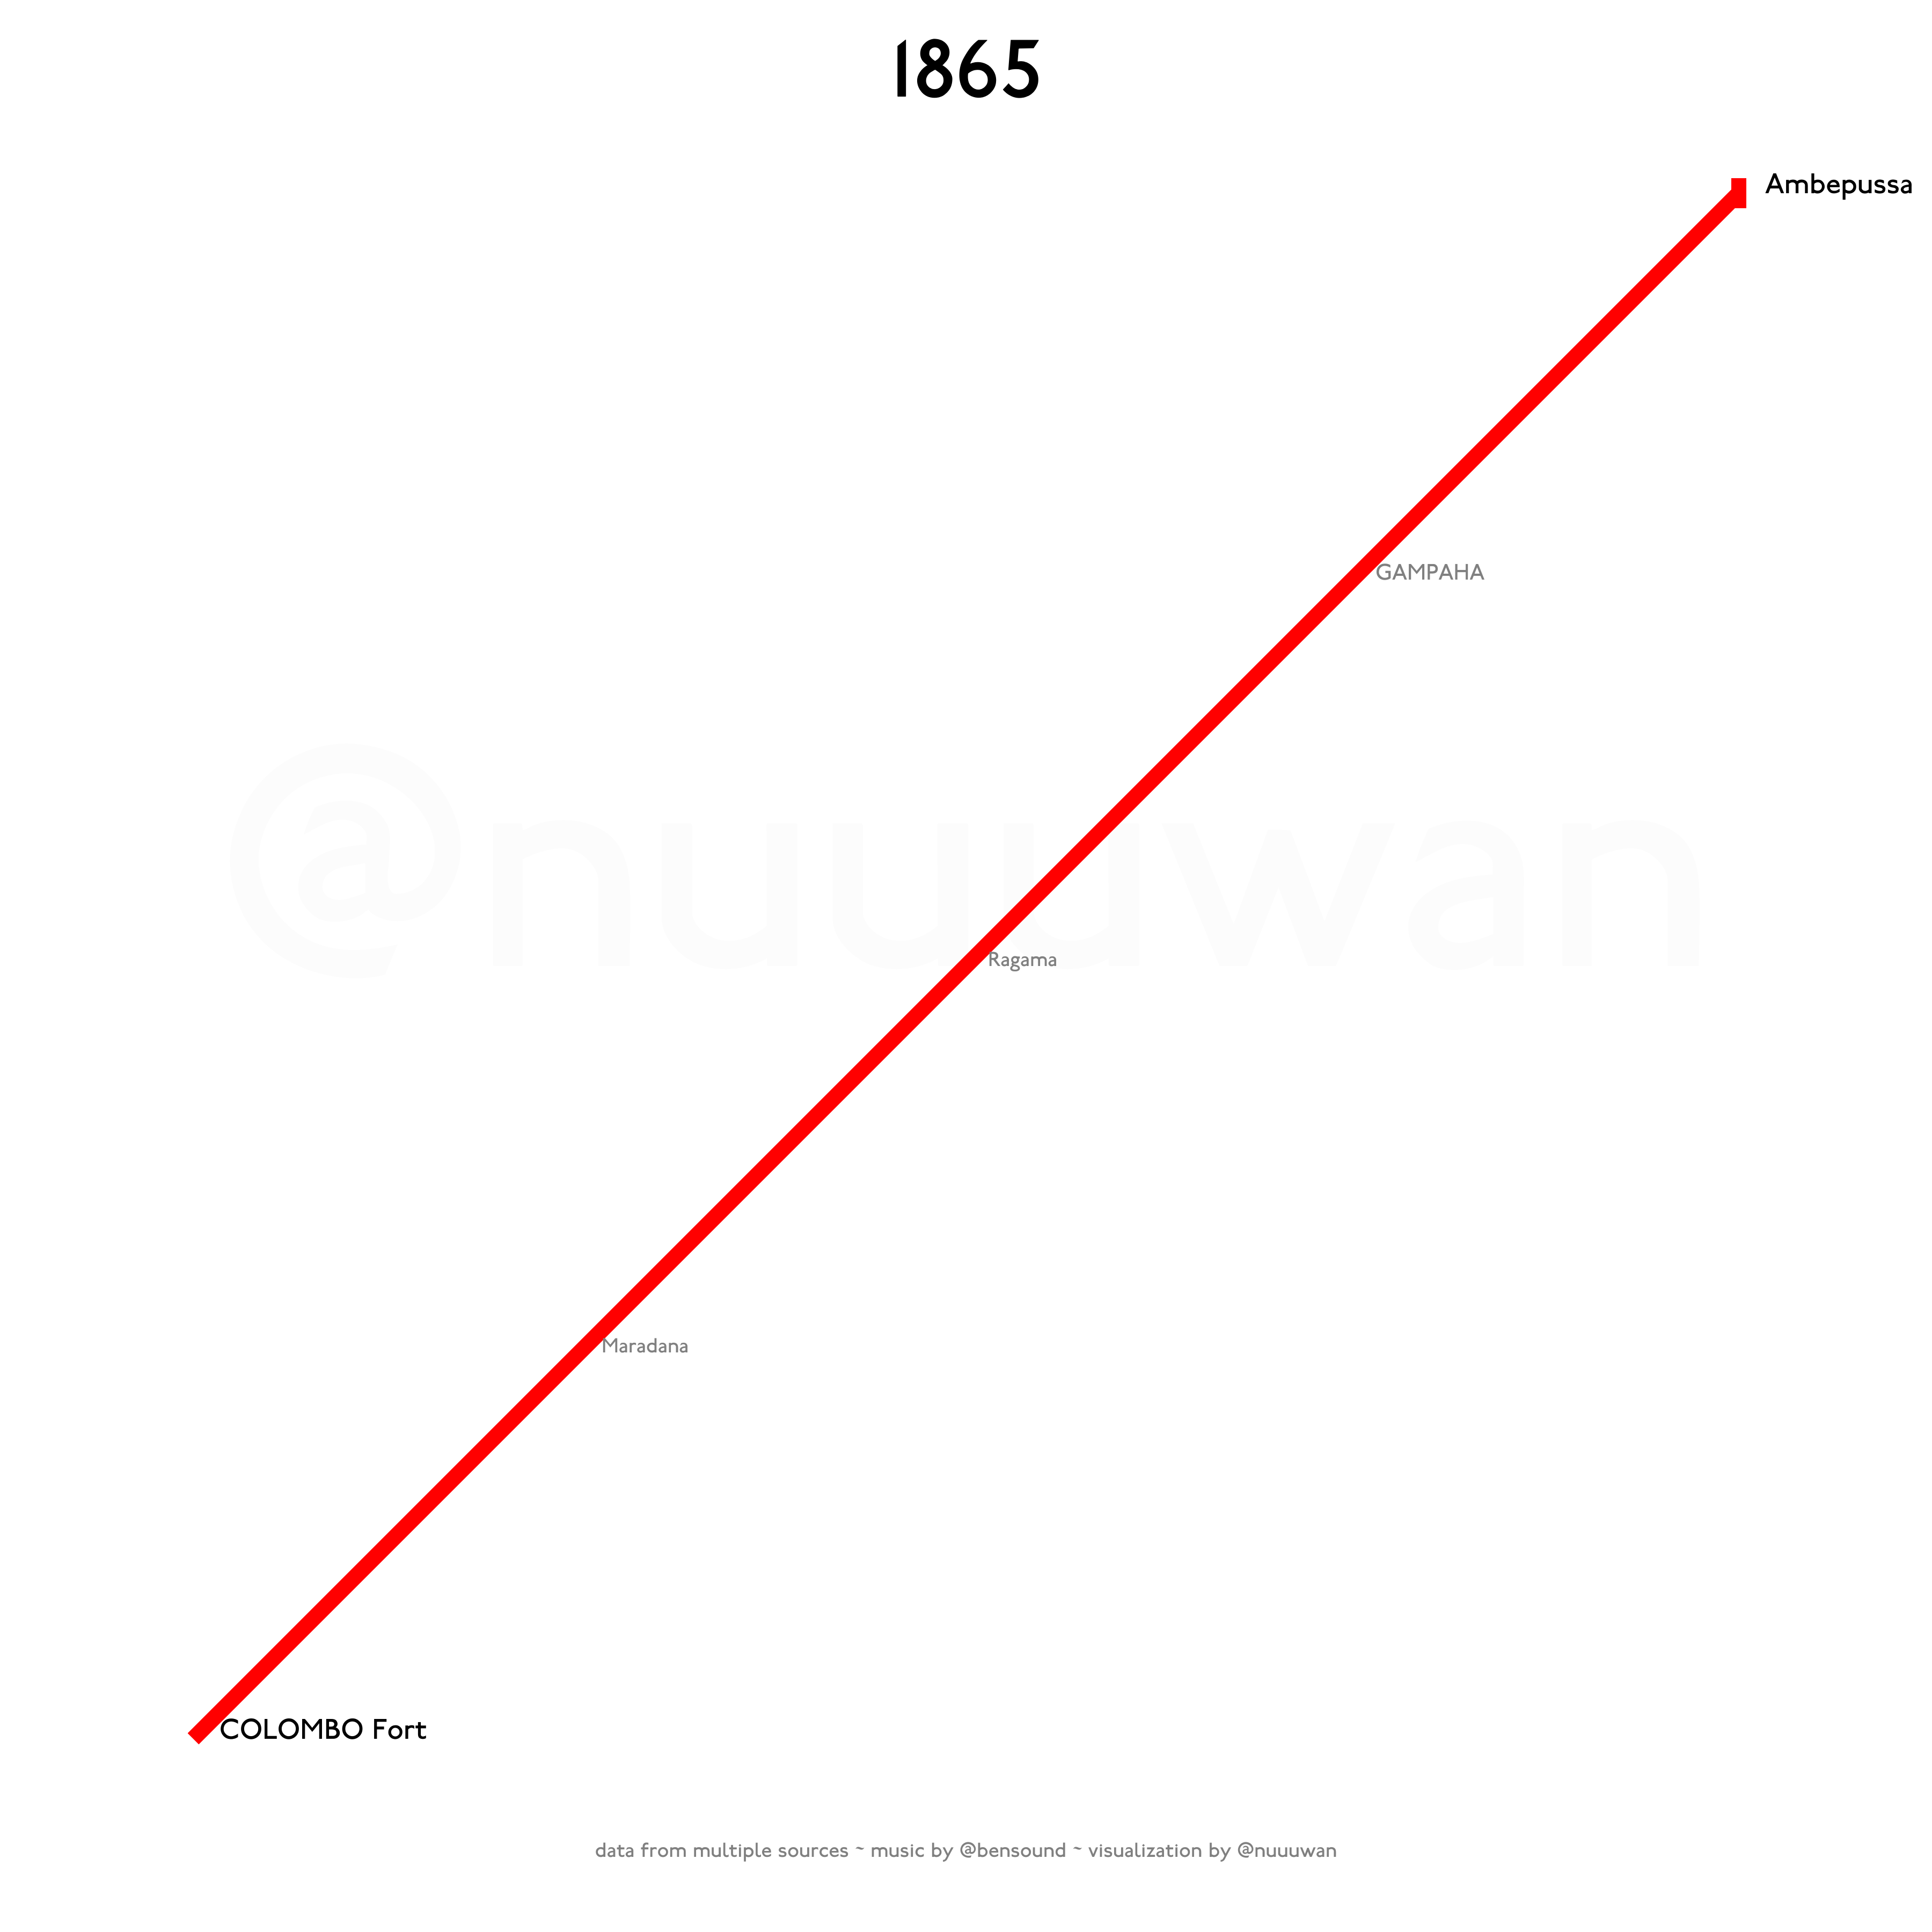 1865
Ambepussa
GAMPAHA
@nuuuwan
Ragama
Maradana
COLOMBO Fort
data from multiple sources ~ music by @bensound ~ visualization by @nuuuwan